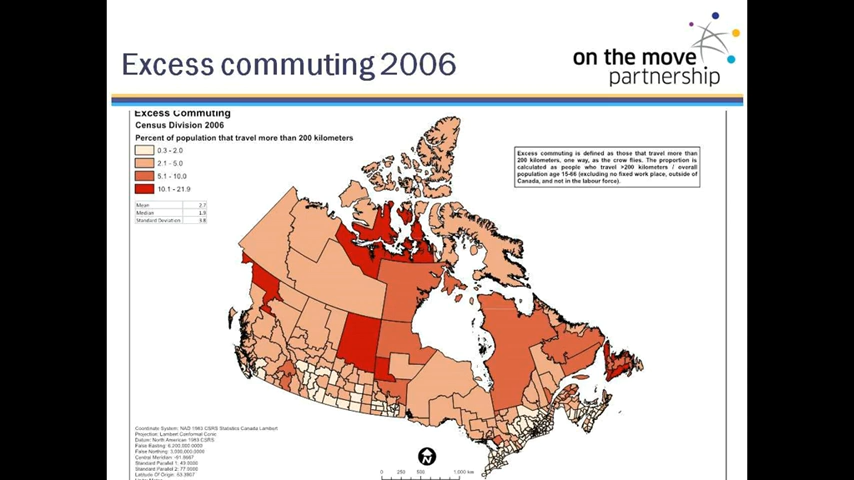 Excess commuting 2006
on the move
partnership
Excess Commuting
Census Division 2006
Percent of population that travel more than 200 kilometers
0.3 - 2.0
2.1 - 5.0
5.1 - 10.0
10.1 - 21.9
Mean 2.7
Median 1.9
Standard Deviation 3.8
Excess commuting is defined as those that travel more than
200 kilometers, one way, as the crow flies. The proportion is
calculated as people who travel >200 kilometers / overall
population age 15-66 (excluding no fixed work place, outside of
Canada, and not in the labour force).
Coordinate System: NAD 1983 CSRS Statistics Canada Lambert
Projection: Lambert Conformal Conic
Datum: North American 1983 CSRS
False Easting: 6,200,000.0000
False Northing: 3,000,000.0000
Central Meridian: -91.8667
Standard Parallel 1: 49.0000
Standard Parallel 2: 77.0000
Latitude Of Origin: 63.3907
N
0 250 500 1,000 km